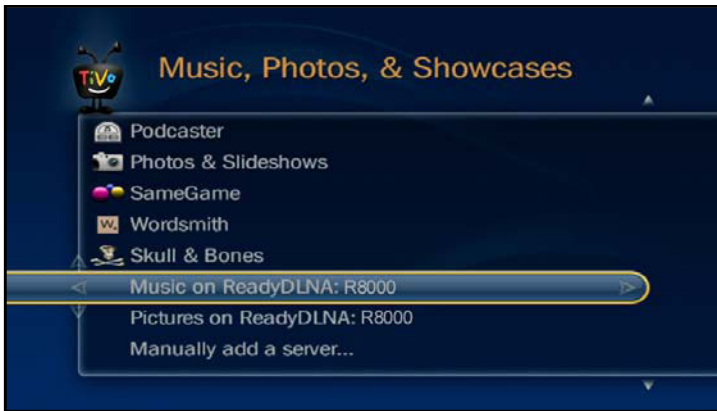 TiVo
Music, Photos, & Showcases
Podcaster
Photos & Slideshows
SameGame
W.
Wordsmith
Skull & Bones
Music on ReadyDLNA: R8000
Pictures on ReadyDLNA: R8000
Manually add a server...